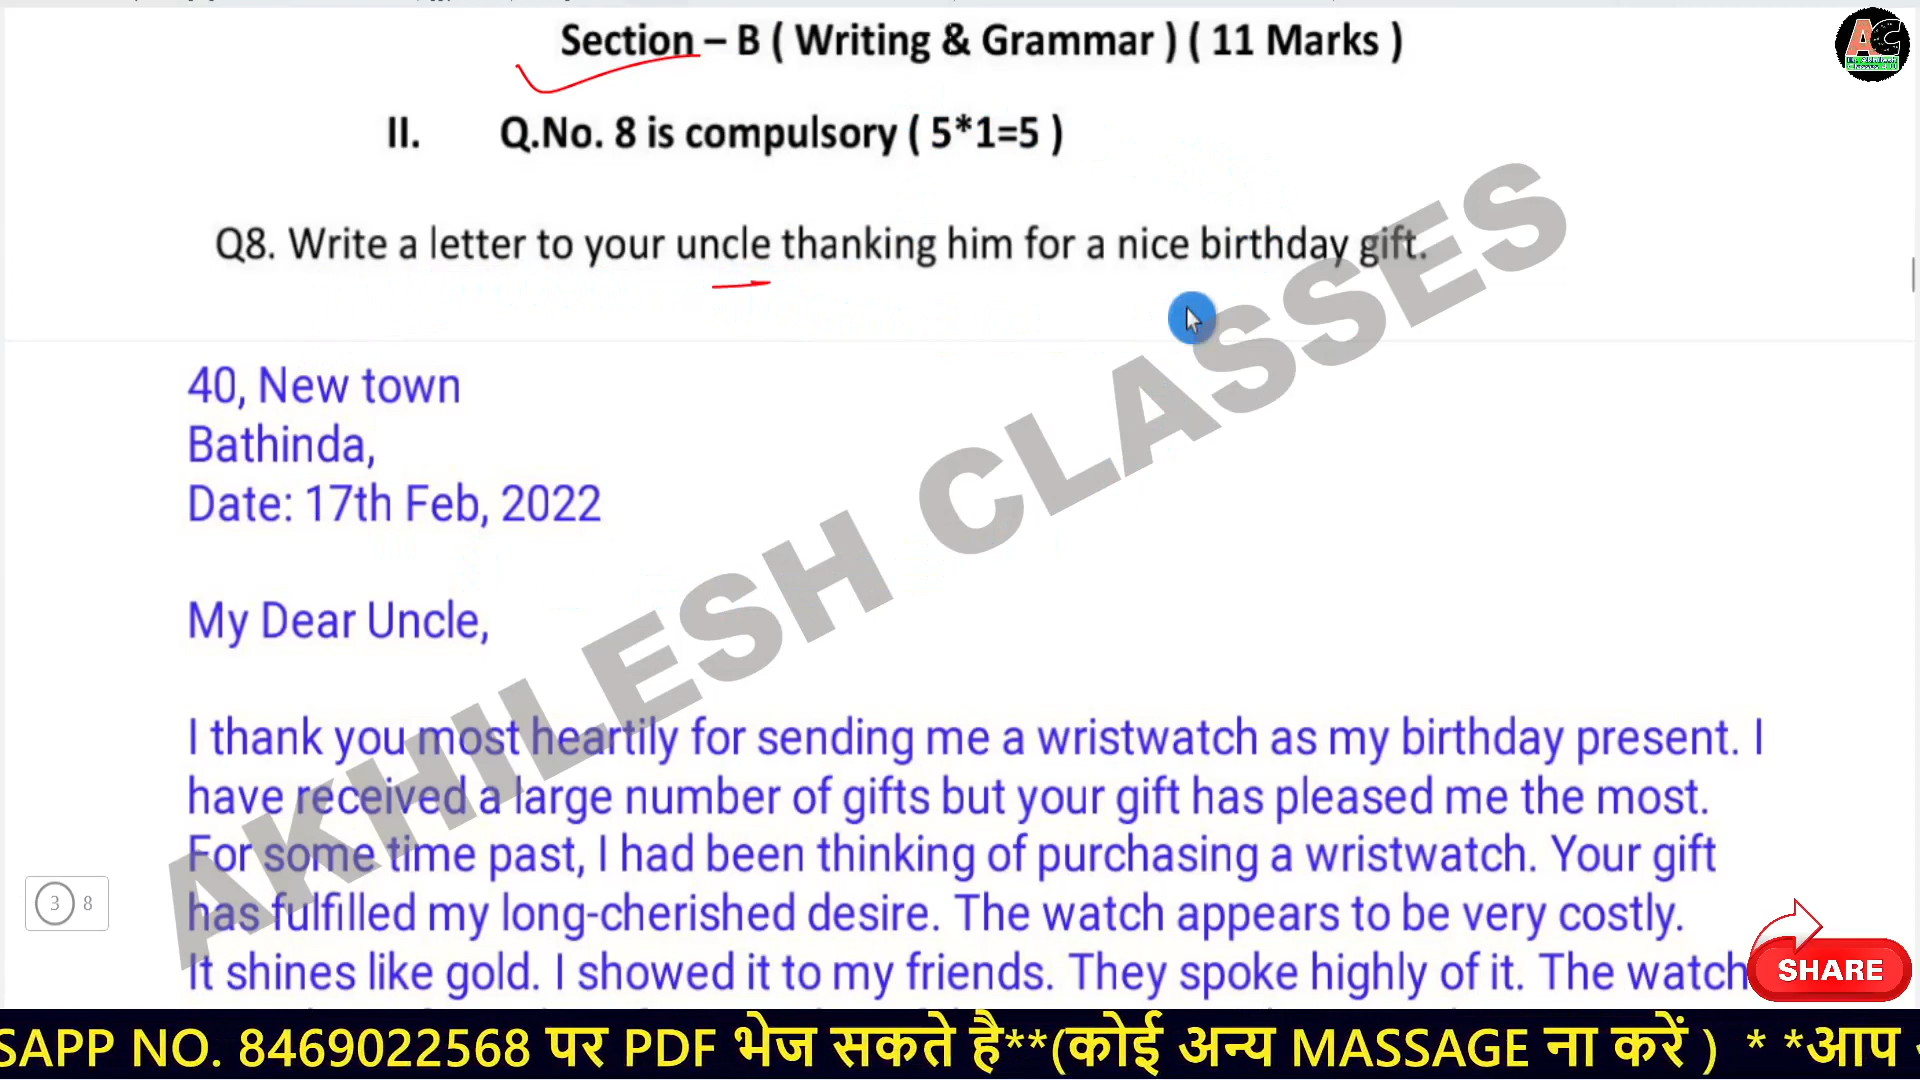 Section – B ( Writing & Grammar ) ( 11 Marks )
AC
II. Q.No. 8 is compulsory ( 5*1=5 )
Q8. Write a letter to your uncle thanking him for a nice birthday gift.
40, New town
Bathinda,
Date: 17th Feb, 2022
My Dear Uncle,
AKHILESH CLASSES
I thank you most heartily for sending me a wristwatch as my birthday present. I
have received a large number of gifts but your gift has pleased me the most.
For some time past, I had been thinking of purchasing a wristwatch. Your gift
has fulfilled my long-cherished desire. The watch appears to be very costly.
It shines like gold. I showed it to my friends. They spoke highly of it. The watch
3 8
SHARE
SAPP NO. 8469022568 पर PDF भेज सकते है**(कोई अन्य MASSAGE ना करें ) * *आप